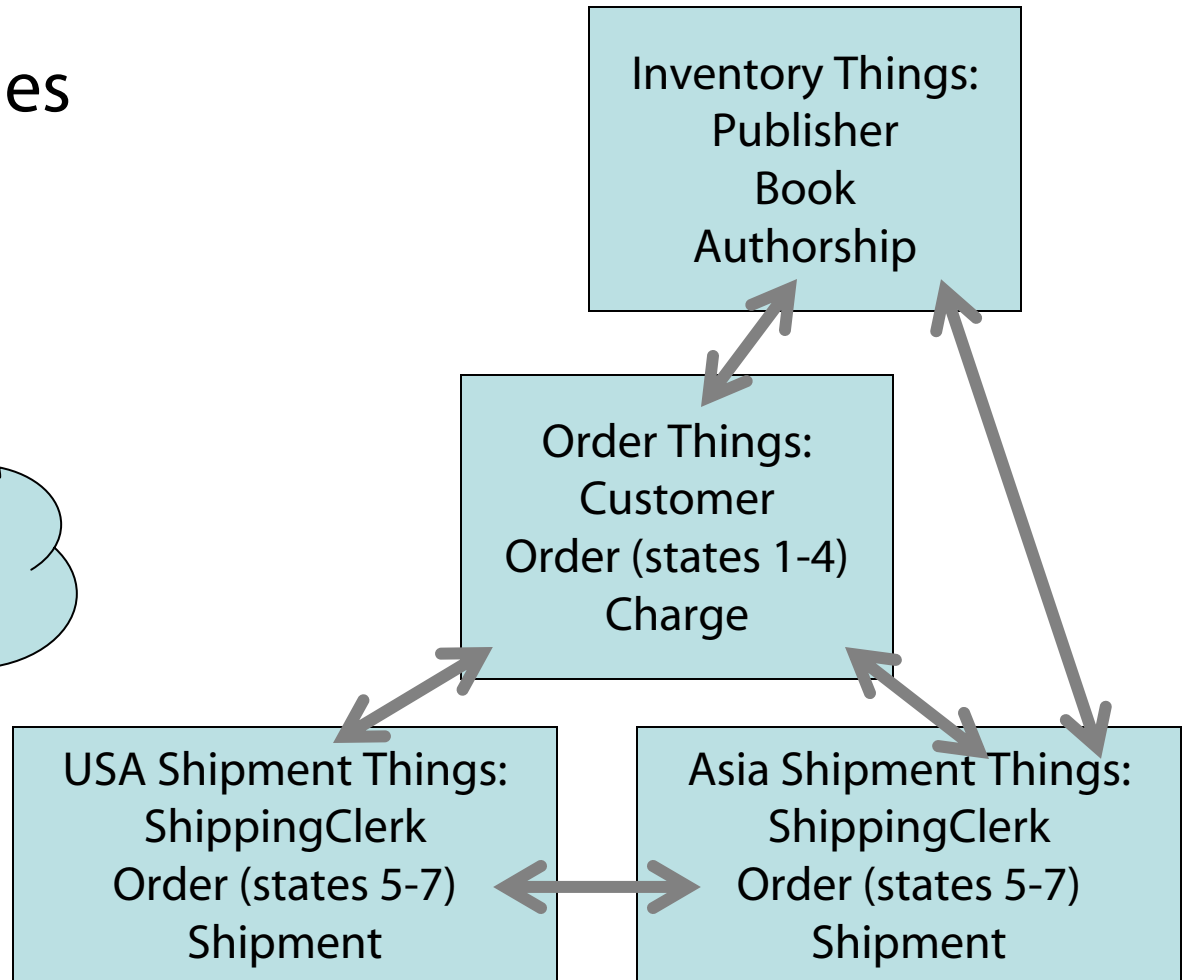 es
Inventory Things:
Publisher
Book
Authorship
Order Things:
Customer
Order (states 1-4)
Charge
USA Shipment Things:
ShippingClerk
Order (states 5-7)
Shipment
Asia Shipment Things:
ShippingClerk
Order (states 5-7)
Shipment